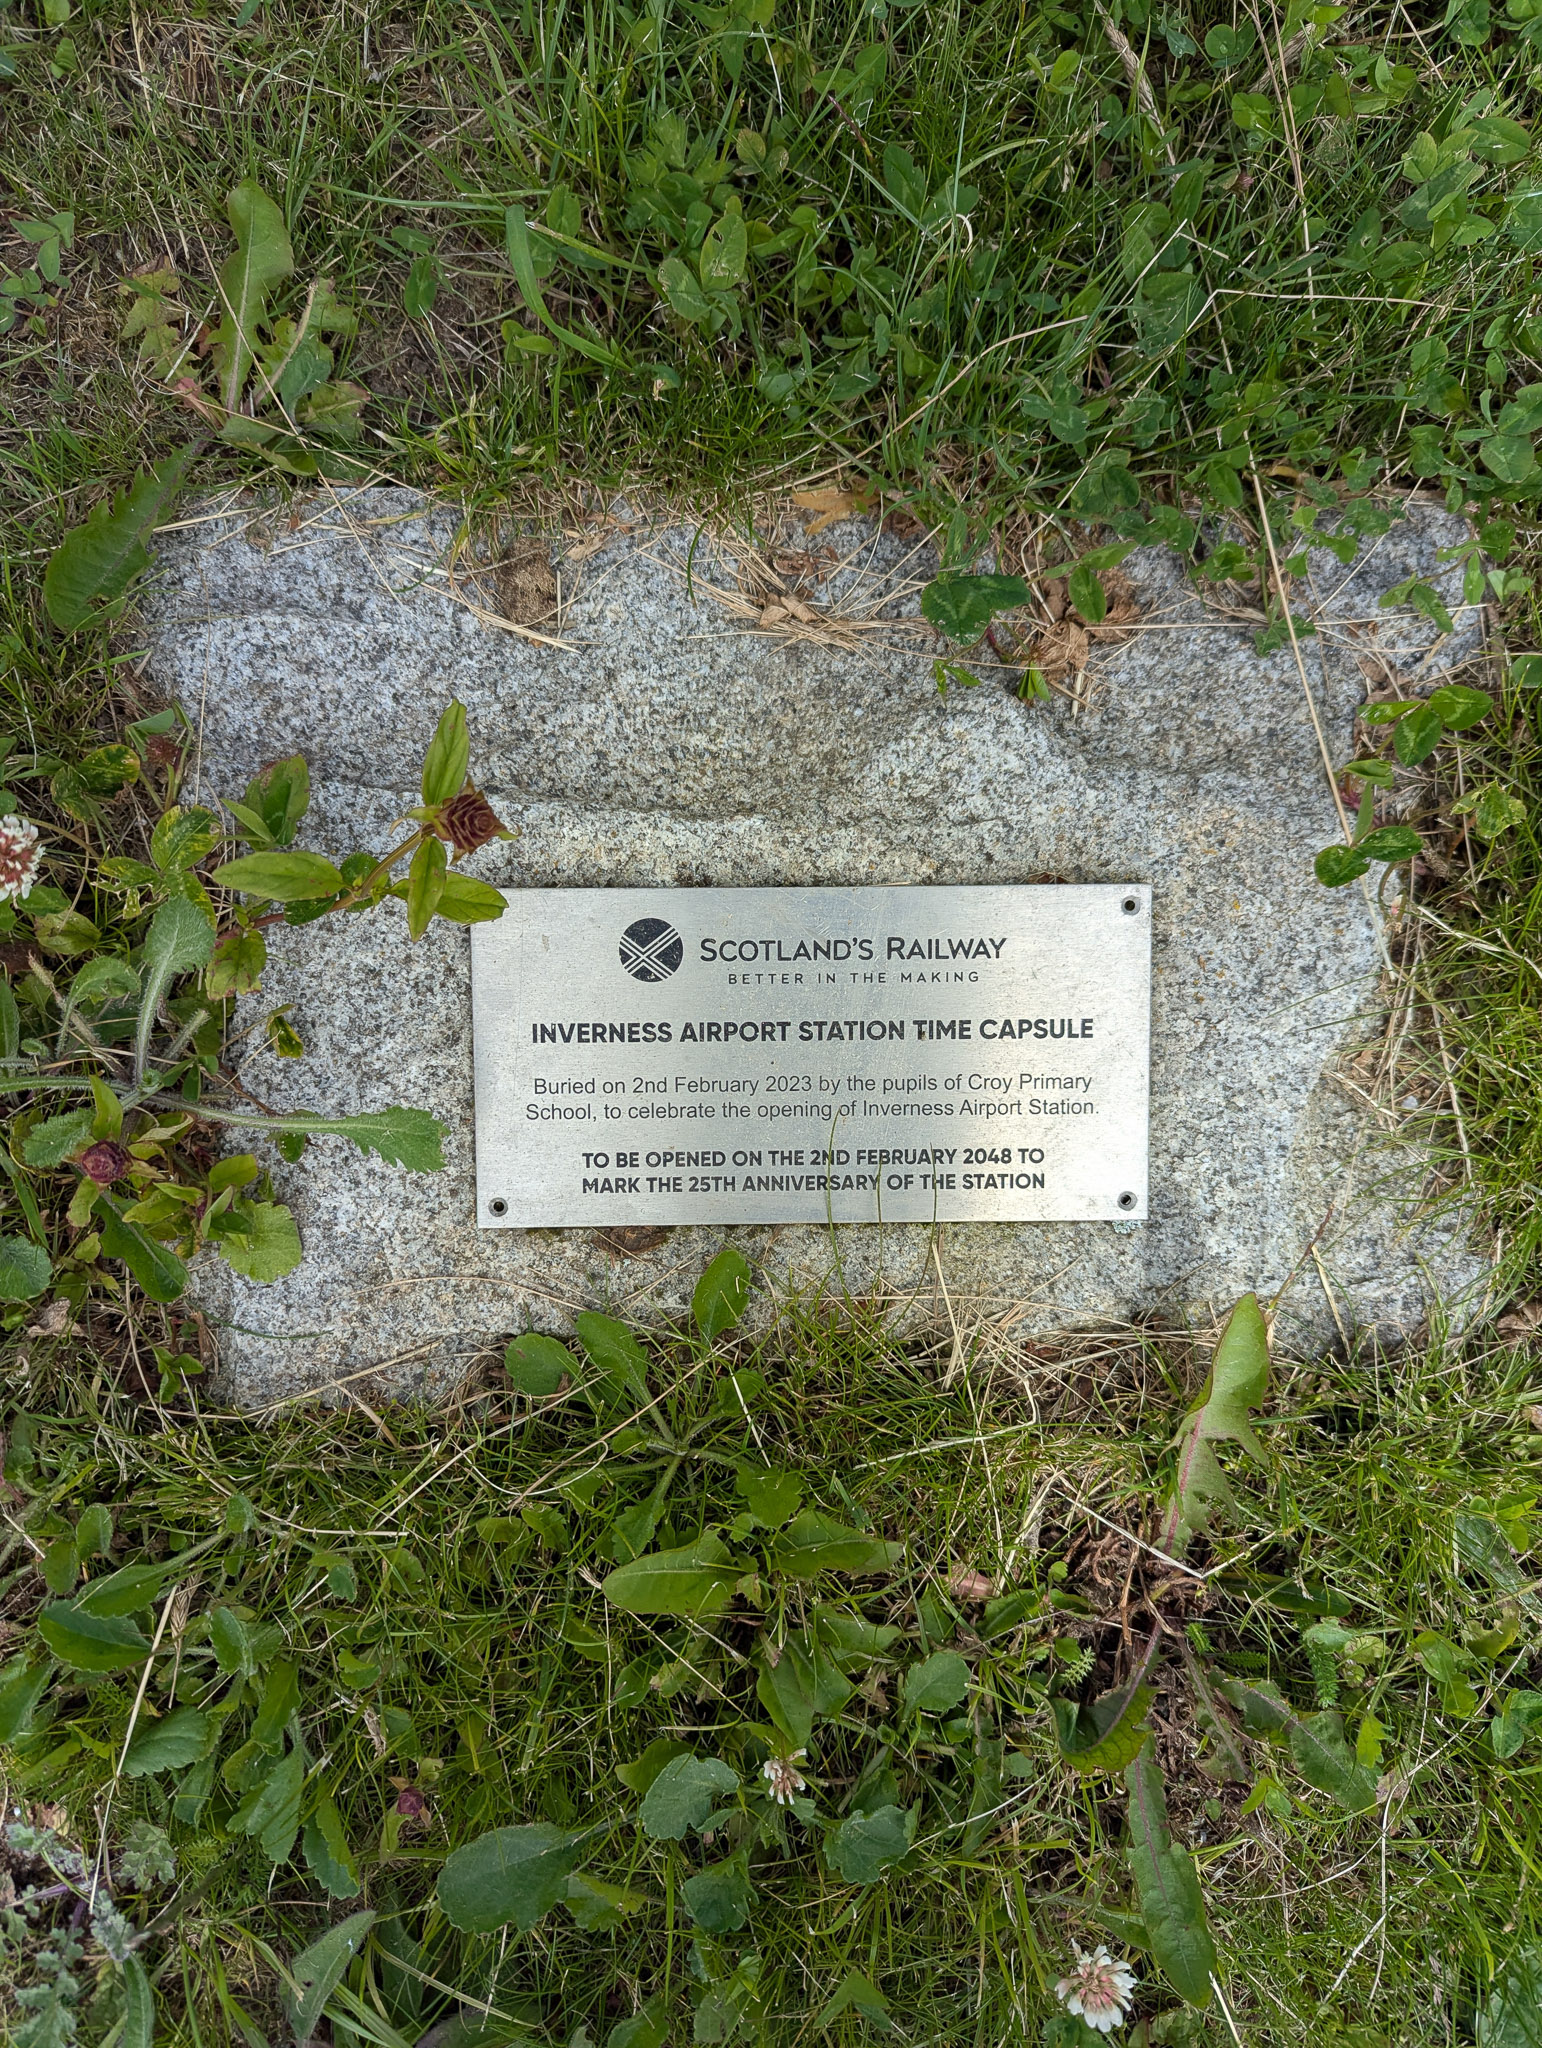 SCOTLAND'S RAILWAY
BETTER IN THE MAKING
INVERNESS AIRPORT STATION TIME CAPSULE
Buried on 2nd February 2023 by the pupils of Croy Primary
School, to celebrate the opening of Inverness Airport Station.
TO BE OPENED ON THE 2ND FEBRUARY 2048 TO
MARK THE 25TH ANNIVERSARY OF THE STATION